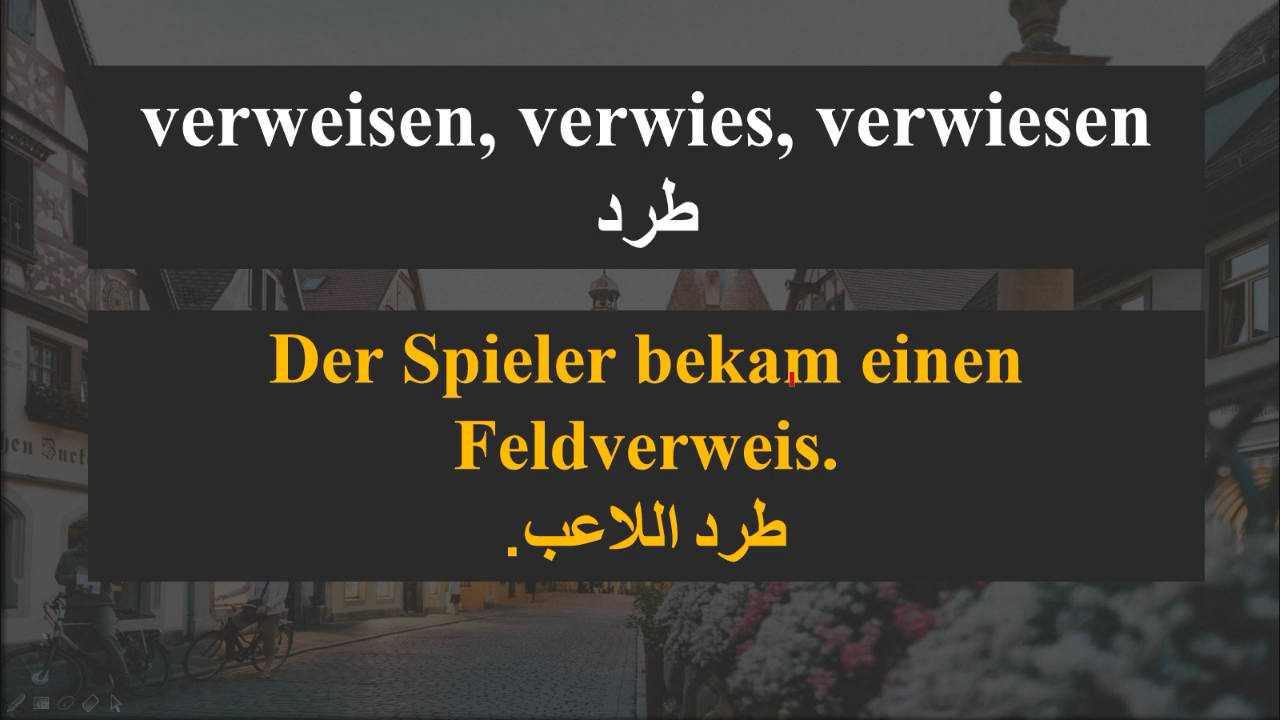 verweisen, verwies, verwiesen
طرد
Der Spieler bekam einen
Feldverweis.
طرد اللاعب.